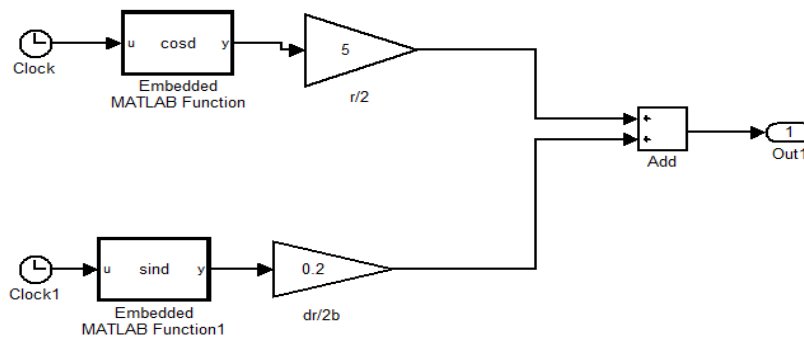 u cosd y
Clock
Embedded
MATLAB Function
5
r/2
+
+
Add
1
Out1
u sind y
Clock1
Embedded
MATLAB Function1
0.2
dr/2b